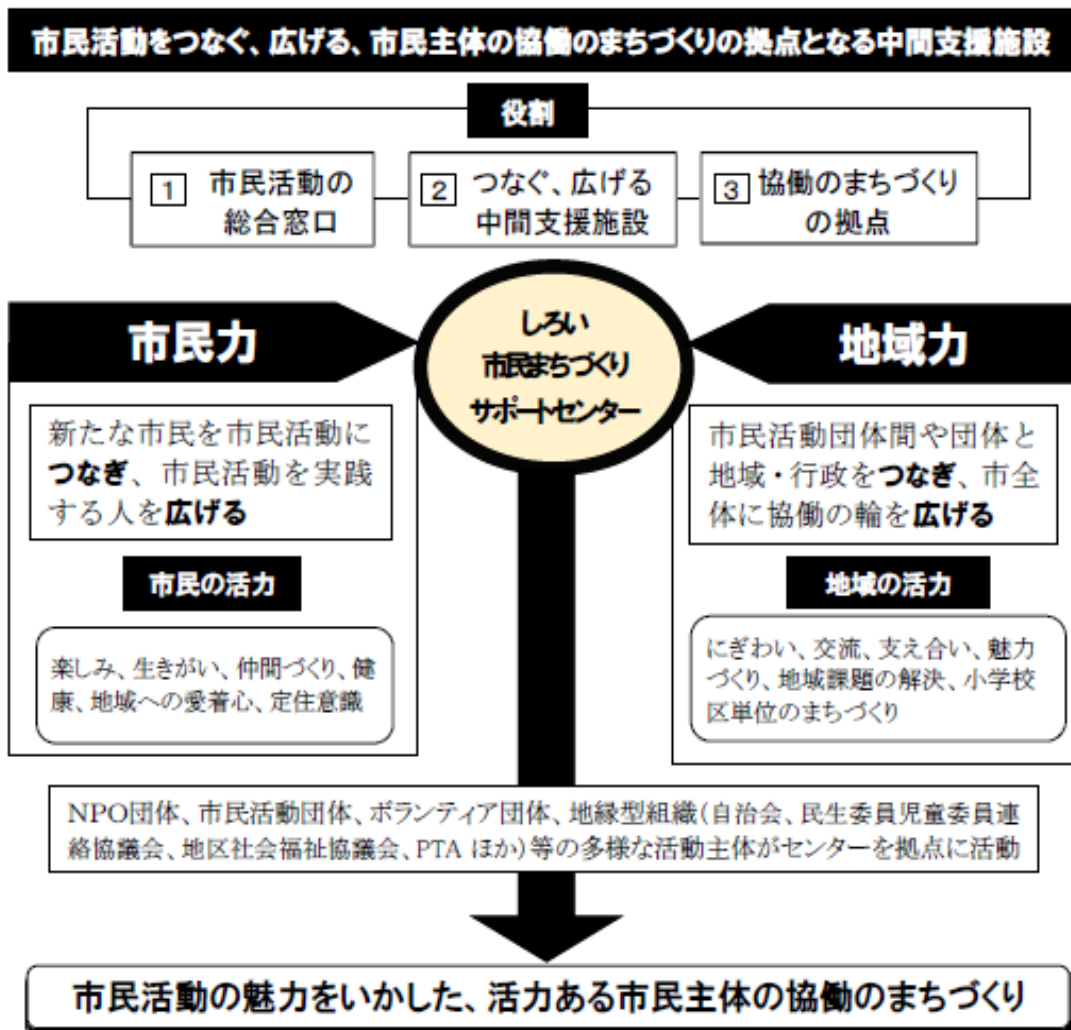 市民活動をつなぐ、広げる、市民主体の協働のまちづくりの拠点となる中間支援施設
役割
1 市民活動の
総合窓口
2 つなぐ、広げる
中間支援施設
3 協働のまちづくり
の拠点
しろい
市民まちづくり
サポートセンター
市民力
新たな市民を市民活動に
つなぎ、市民活動を実践
する人を広げる
市民の活力
楽しみ、生きがい、仲間づくり、健
康、地域への愛着心、定住意識
地域力
市民活動団体間や団体と
地域・行政をつなぎ、市全
体に協働の輪を広げる
地域の活力
にぎわい、交流、支え合い、魅力
づくり、地域課題の解決、小学校
区単位のまちづくり
NPO団体、市民活動団体、ボランティア団体、地縁型組織(自治会、民生委員児童委員連
絡協議会、地区社会福祉協議会、PTA ほか)等の多様な活動主体がセンターを拠点に活動
市民活動の魅力をいかした、活力ある市民主体の協働のまちづくり